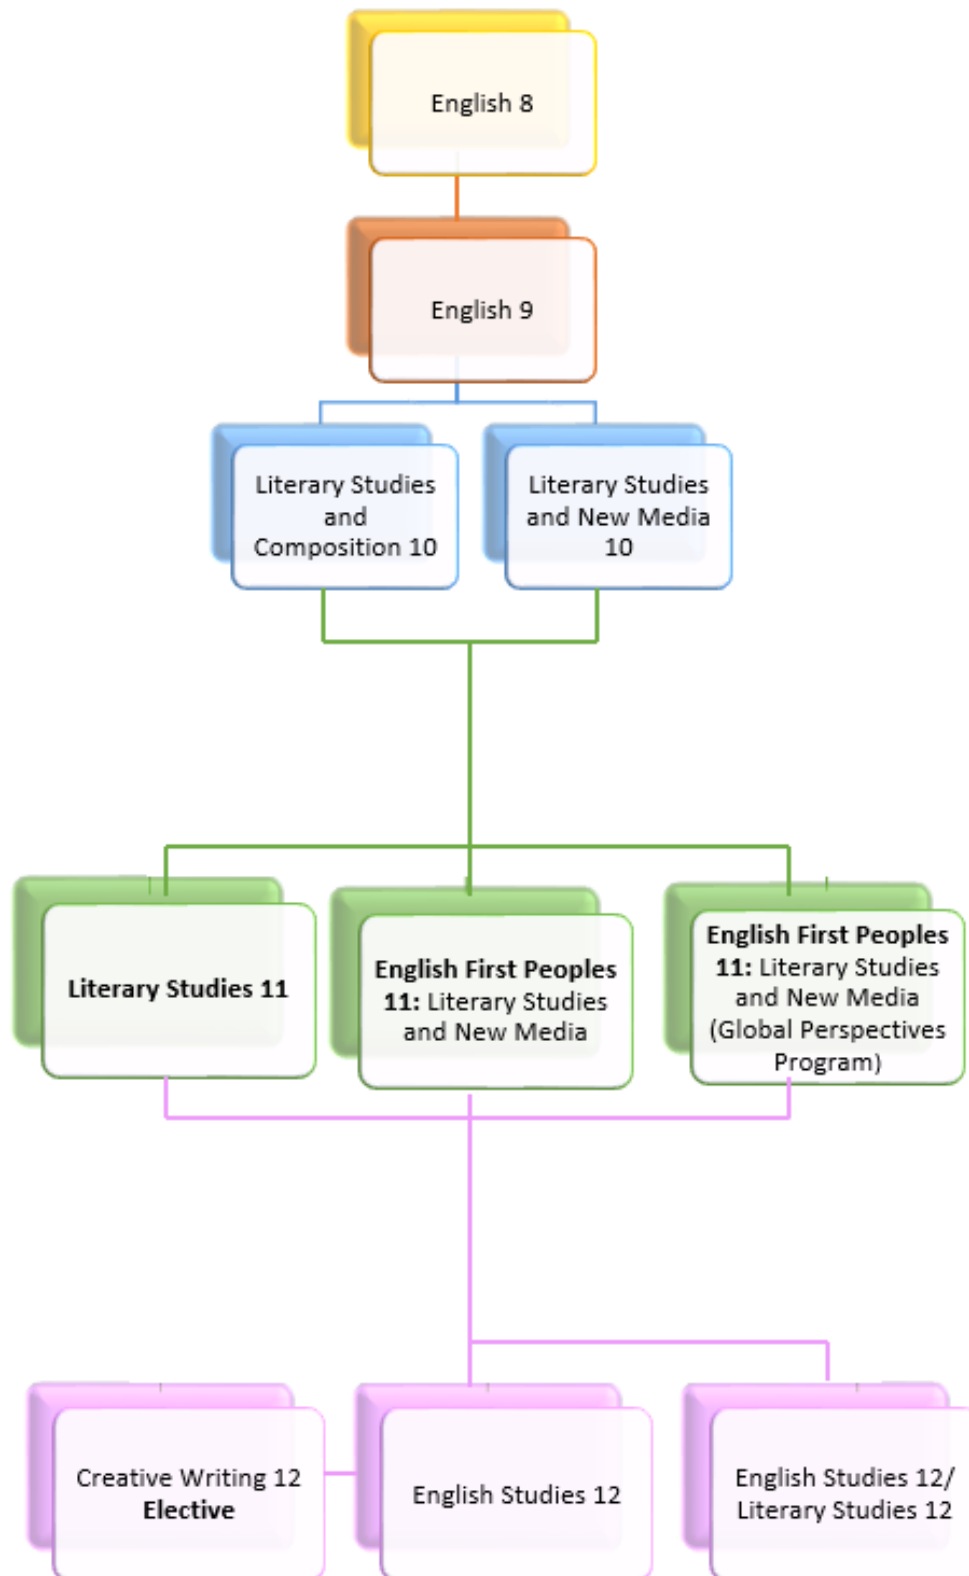 English 8
English 9
Literary Studies
and
Composition 10
Literary Studies
and New Media
10
Literary Studies 11
English First Peoples
11: Literary Studies
and New Media
English First Peoples
11: Literary Studies
and New Media
(Global Perspectives
Program)
Creative Writing 12
Elective
English Studies 12
English Studies 12/
Literary Studies 12